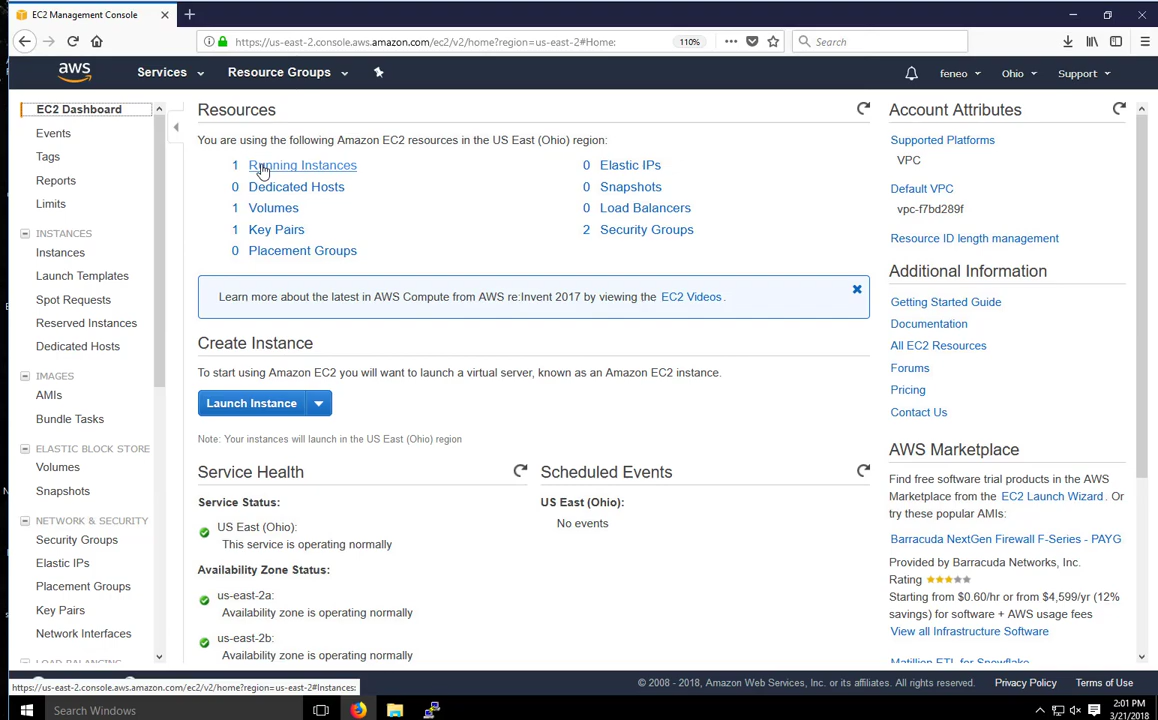 EC2 Management Console
https://us-east-2.console.aws.amazon.com/ec2/v2/home?region=us-east-2#Home:
110%
Search
aws
Services
Resource Groups
feneo
Ohio
Support
EC2 Dashboard
Events
Tags
Reports
Limits
INSTANCES
Instances
Launch Templates
Spot Requests
Reserved Instances
Dedicated Hosts
IMAGES
AMIs
Bundle Tasks
ELASTIC BLOCK STORE
Volumes
Snapshots
NETWORK & SECURITY
Security Groups
Elastic IPs
Placement Groups
Key Pairs
Network Interfaces
LOAD BALANCING
Resources
You are using the following Amazon EC2 resources in the US East (Ohio) region:
1 Running Instances
0 Dedicated Hosts
1 Volumes
1 Key Pairs
0 Placement Groups
0 Elastic IPs
0 Snapshots
0 Load Balancers
2 Security Groups
Learn more about the latest in AWS Compute from AWS re:Invent 2017 by viewing the EC2 Videos.
Create Instance
To start using Amazon EC2 you will want to launch a virtual server, known as an Amazon EC2 instance.
Launch Instance
Note: Your instances will launch in the US East (Ohio) region
Service Health
Service Status:
US East (Ohio):
This service is operating normally
Availability Zone Status:
us-east-2a:
Availability zone is operating normally
us-east-2b:
Availability zone is operating normally
Scheduled Events
US East (Ohio):
No events
Account Attributes
Supported Platforms
VPC
Default VPC
vpc-f7bd289f
Resource ID length management
Additional Information
Getting Started Guide
Documentation
All EC2 Resources
Forums
Pricing
Contact Us
AWS Marketplace
Find free software trial products in the AWS
Marketplace from the EC2 Launch Wizard. Or
try these popular AMIs:
Barracuda NextGen Firewall F-Series - PAYG
Provided by Barracuda Networks, Inc.
Rating
Starting from $0.60/hr or from $4,599/yr (12%
savings) for software + AWS usage fees
View all Infrastructure Software
Matillion ETL for Snowflake
https://us-east-2.console.aws.amazon.com/ec2/v2/home?region=us-east-2#Instances:
© 2008 - 2018, Amazon Web Services, Inc. or its affiliates. All rights reserved.
Privacy Policy
Terms of Use
Search Windows
2:01 PM
3/21/2018